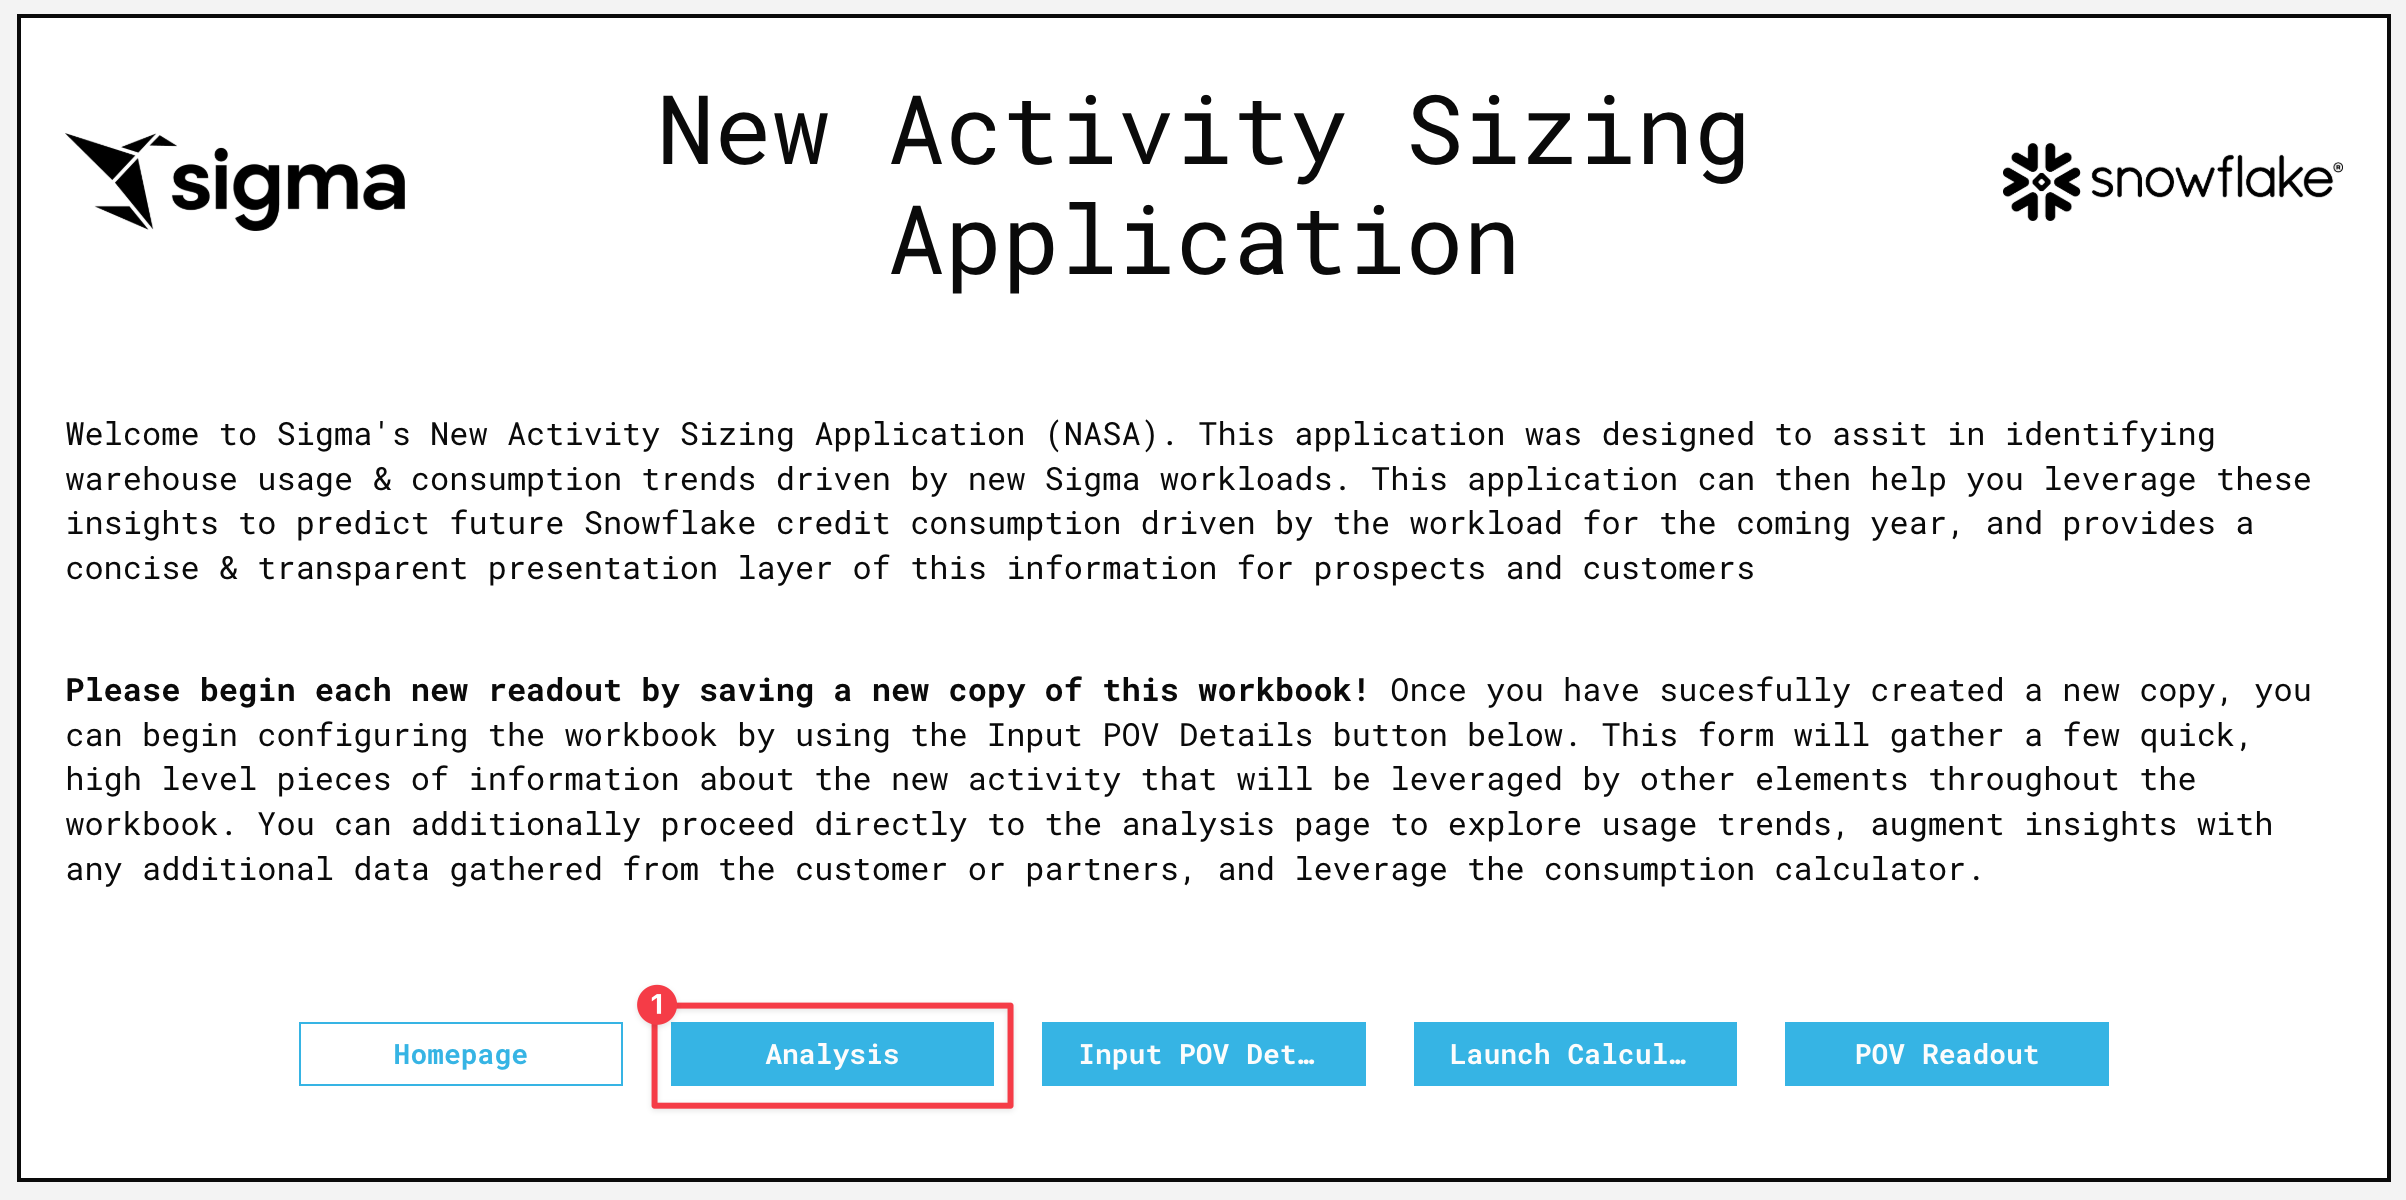 New Activity Sizing
Application
sigma
snowflake®
Welcome to Sigma's New Activity Sizing Application (NASA). This application was designed to assit in identifying
warehouse usage & consumption trends driven by new Sigma workloads. This application can then help you leverage these
insights to predict future Snowflake credit consumption driven by the workload for the coming year, and provides a
concise & transparent presentation layer of this information for prospects and customers
Please begin each new readout by saving a new copy of this workbook! Once you have sucesfully created a new copy, you
can begin configuring the workbook by using the Input POV Details button below. This form will gather a few quick,
high level pieces of information about the new activity that will be leveraged by other elements throughout the
workbook. You can additionally proceed directly to the analysis page to explore usage trends, augment insights with
any additional data gathered from the customer or partners, and leverage the consumption calculator.
1
Homepage
Analysis
Input POV Det…
Launch Calcul…
POV Readout